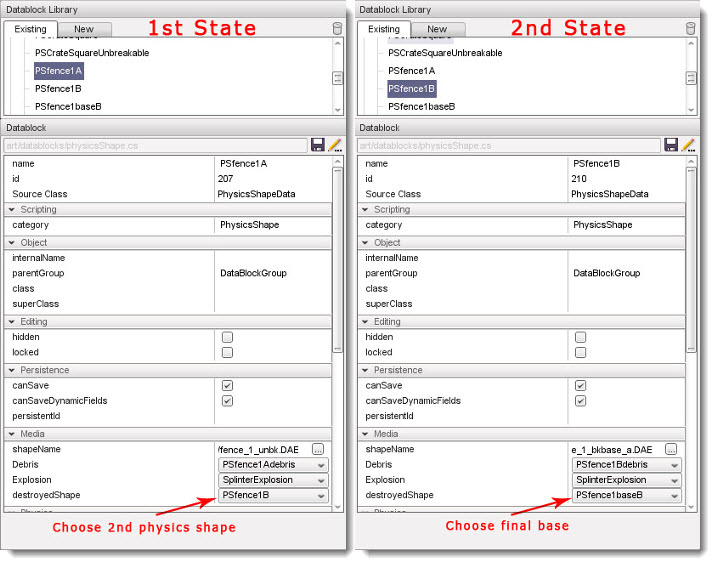 Datablock Library
Existing
New
1st State
PSCrateSquareUnbreakable
PSfence1A
PSfence1B
PSfence1baseB
Datablock
art/datablocks/physicsShape.cs
name PSfence1A
id 207
Source Class PhysicsShapeData
Scripting
category PhysicsShape
Object
internalName
parentGroup DataBlockGroup
class
superClass
Editing
hidden
locked
Persistence
canSave
canSaveDynamicFields
persistentId
Media
shapeName /fence_1_unbk.DAE ...
Debris PSfence1Adebris
Explosion SplinterExplosion
destroyedShape PSfence1B
Choose 2nd physics shape
Datablock Library
Existing
New
2nd State
PSCrateSquareUnbreakable
PSfence1A
PSfence1B
PSfence1baseB
Datablock
art/datablocks/physicsShape.cs
name PSfence1B
id 210
Source Class PhysicsShapeData
Scripting
category PhysicsShape
Object
internalName
parentGroup DataBlockGroup
class
superClass
Editing
hidden
locked
Persistence
canSave
canSaveDynamicFields
persistentId
Media
shapeName e_1_bkbase_a.DAE ...
Debris PSfence1Bdebris
Explosion SplinterExplosion
destroyedShape PSfence1baseB
Choose final base